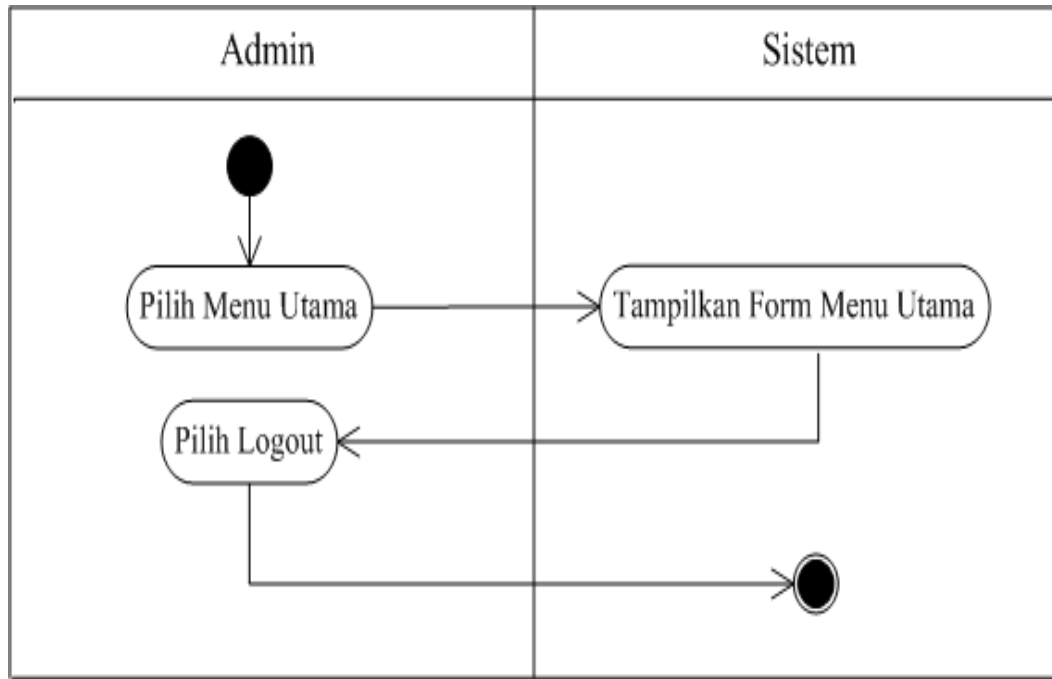 Admin
Sistem
Pilih Menu Utama
Tampilkan Form Menu Utama
Pilih Logout